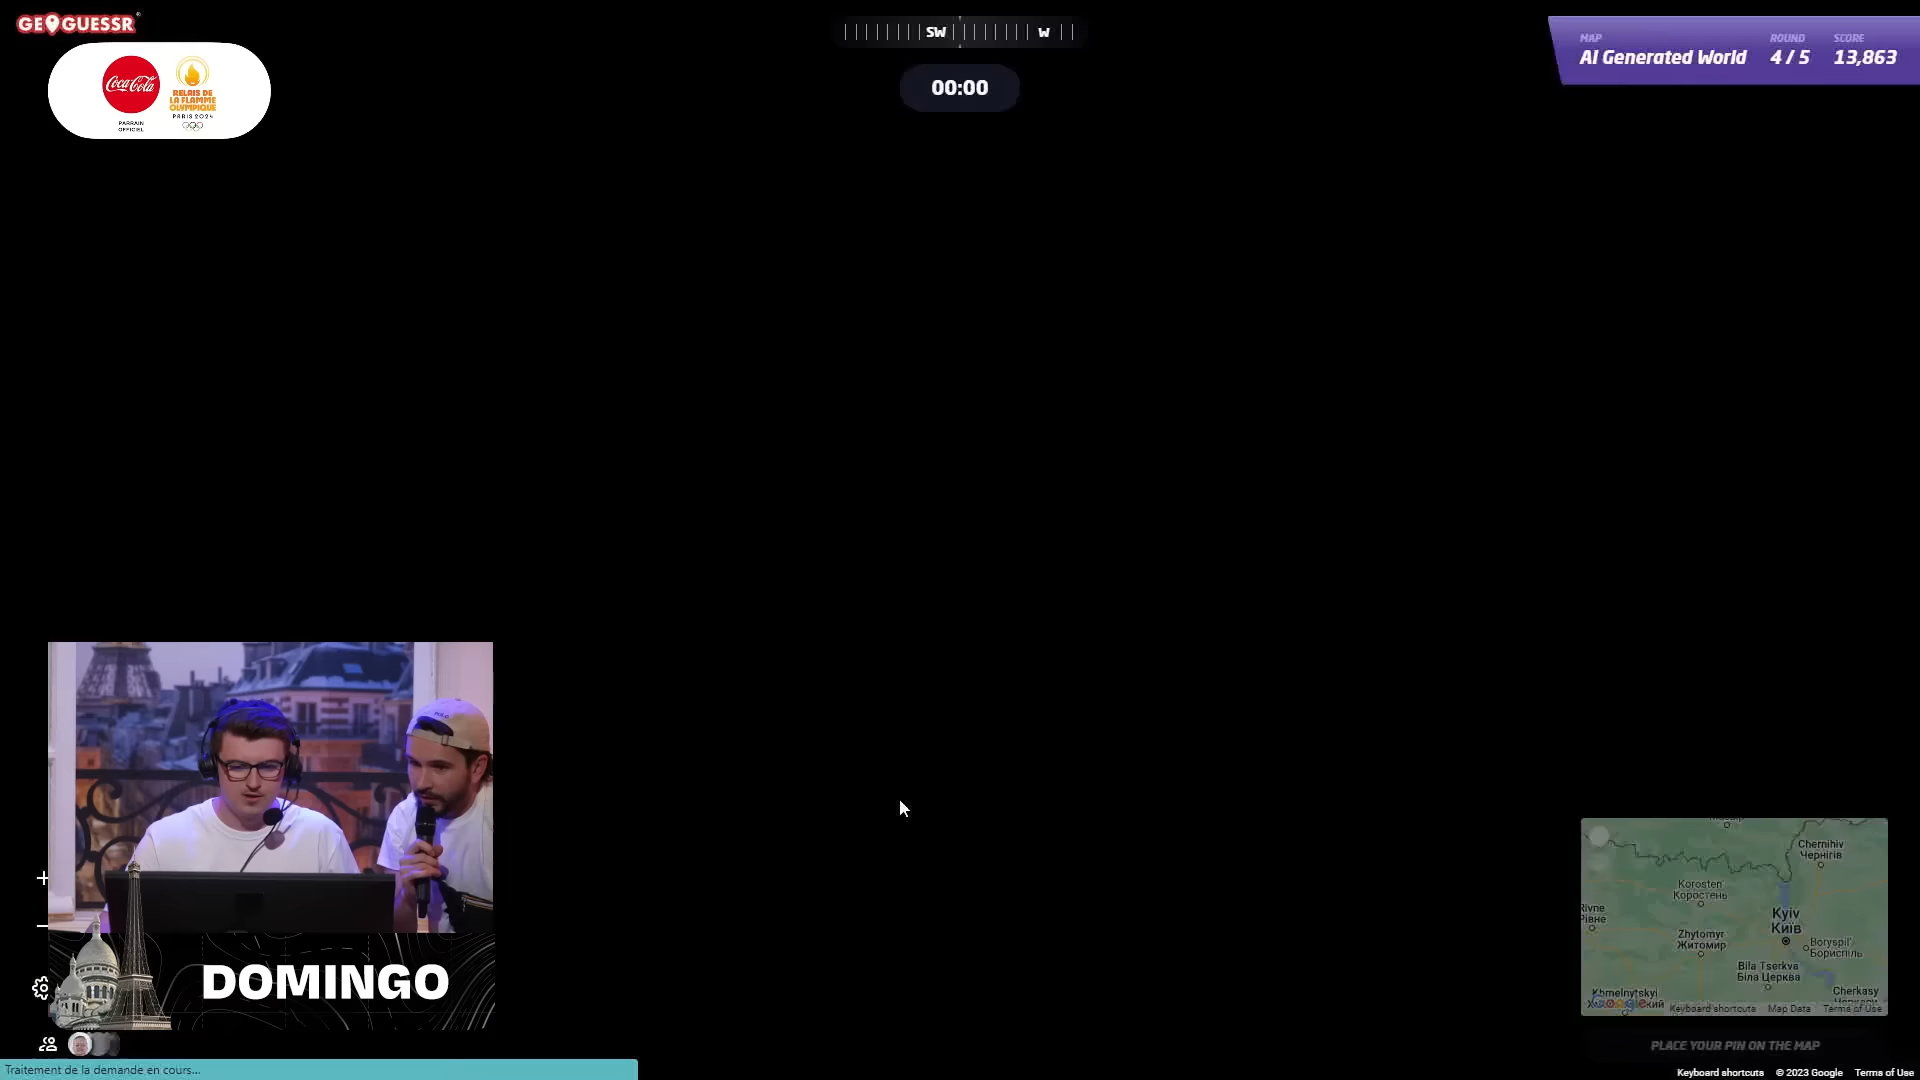 GEOGUESSR
SW
W
00:00
MAP
ROUND
SCORE
AI Generated World
4 / 5
13,863
Coca-Cola
PARRAIN
OFFICIEL
RELAIS DE
LA FLAMME
OLYMPIQUE
PARIS 2024
DOMINGO
Chernihiv
Чернігів
Korosten'
Коростень
Rivne
Рівне
Kyiv
Київ
Zhytomyr
Житомир
Boryspil'
Бориспіль
Bila Tserkva
Біла Церква
Khmelnytskyi
Cherkasy
Google
Keyboard shortcuts
Map Data
Terms of Use
PLACE YOUR PIN ON THE MAP
Traitement de la demande en cours...
Keyboard shortcuts
© 2023 Google
Terms of Use